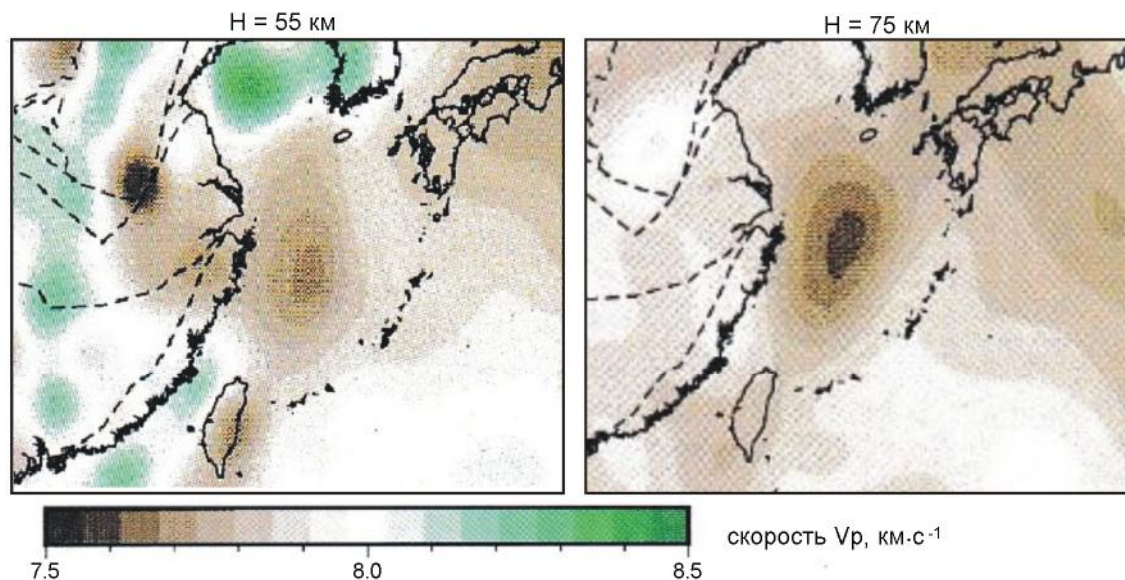 H = 55 км
H = 75 км
7.5
8.0
8.5
скорость Vp, км·с⁻¹